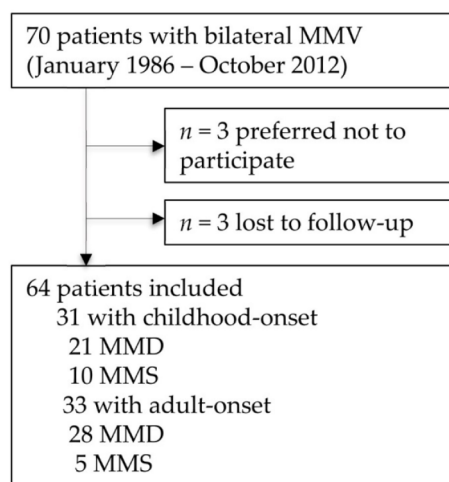 70 patients with bilateral MMV
(January 1986 – October 2012)
n = 3 preferred not to
participate
n = 3 lost to follow-up
64 patients included
31 with childhood-onset
21 MMD
10 MMS
33 with adult-onset
28 MMD
5 MMS